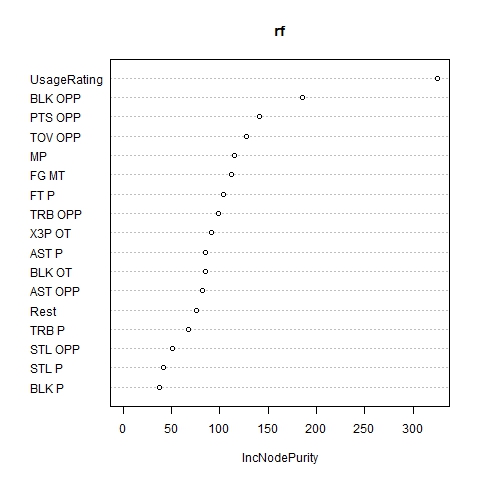 rf
UsageRating
BLK OPP
PTS OPP
TOV OPP
MP
FG MT
FT P
TRB OPP
X3P OT
AST P
BLK OT
AST OPP
Rest
TRB P
STL OPP
STL P
BLK P
0 50 100 150 200 250 300
IncNodePurity